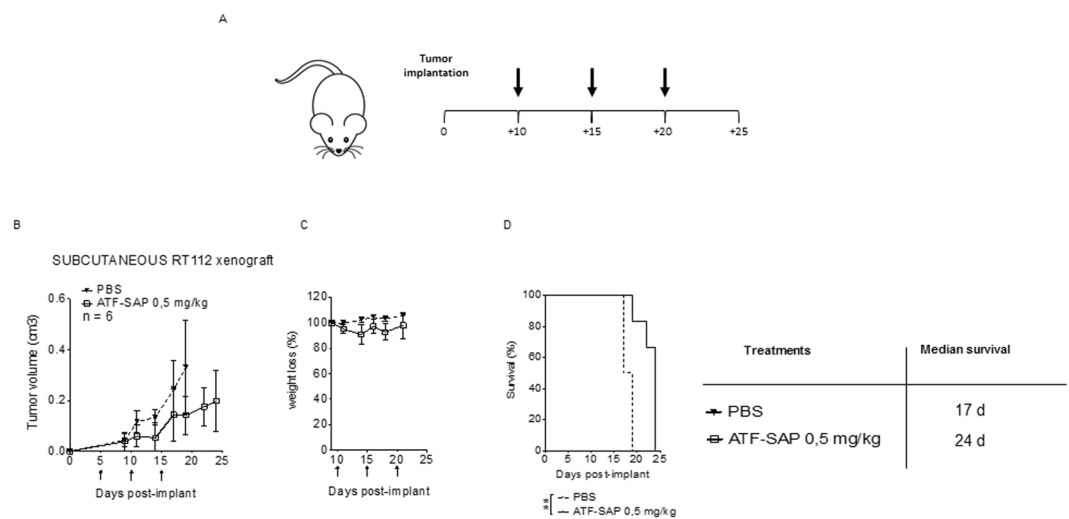 A
Tumor
implantation
0 +10 +15 +20 +25
B
SUBCUTANEOUS RT112 xenograft
PBS
ATF-SAP 0,5 mg/kg
n = 6
Tumor volume (cm3)
0.6
0.4
0.2
0.0
0 5 10 15 20 25
Days post-implant
C
weight loss (%)
120
100
80
60
40
20
0
10 15 20 25
Days post-implant
D
Survival (%)
100
80
60
40
20
0
0 5 10 15 20 25
Days post-implant
** PBS
ATF-SAP 0,5 mg/kg
Treatments Median survival
PBS 17 d
ATF-SAP 0,5 mg/kg 24 d